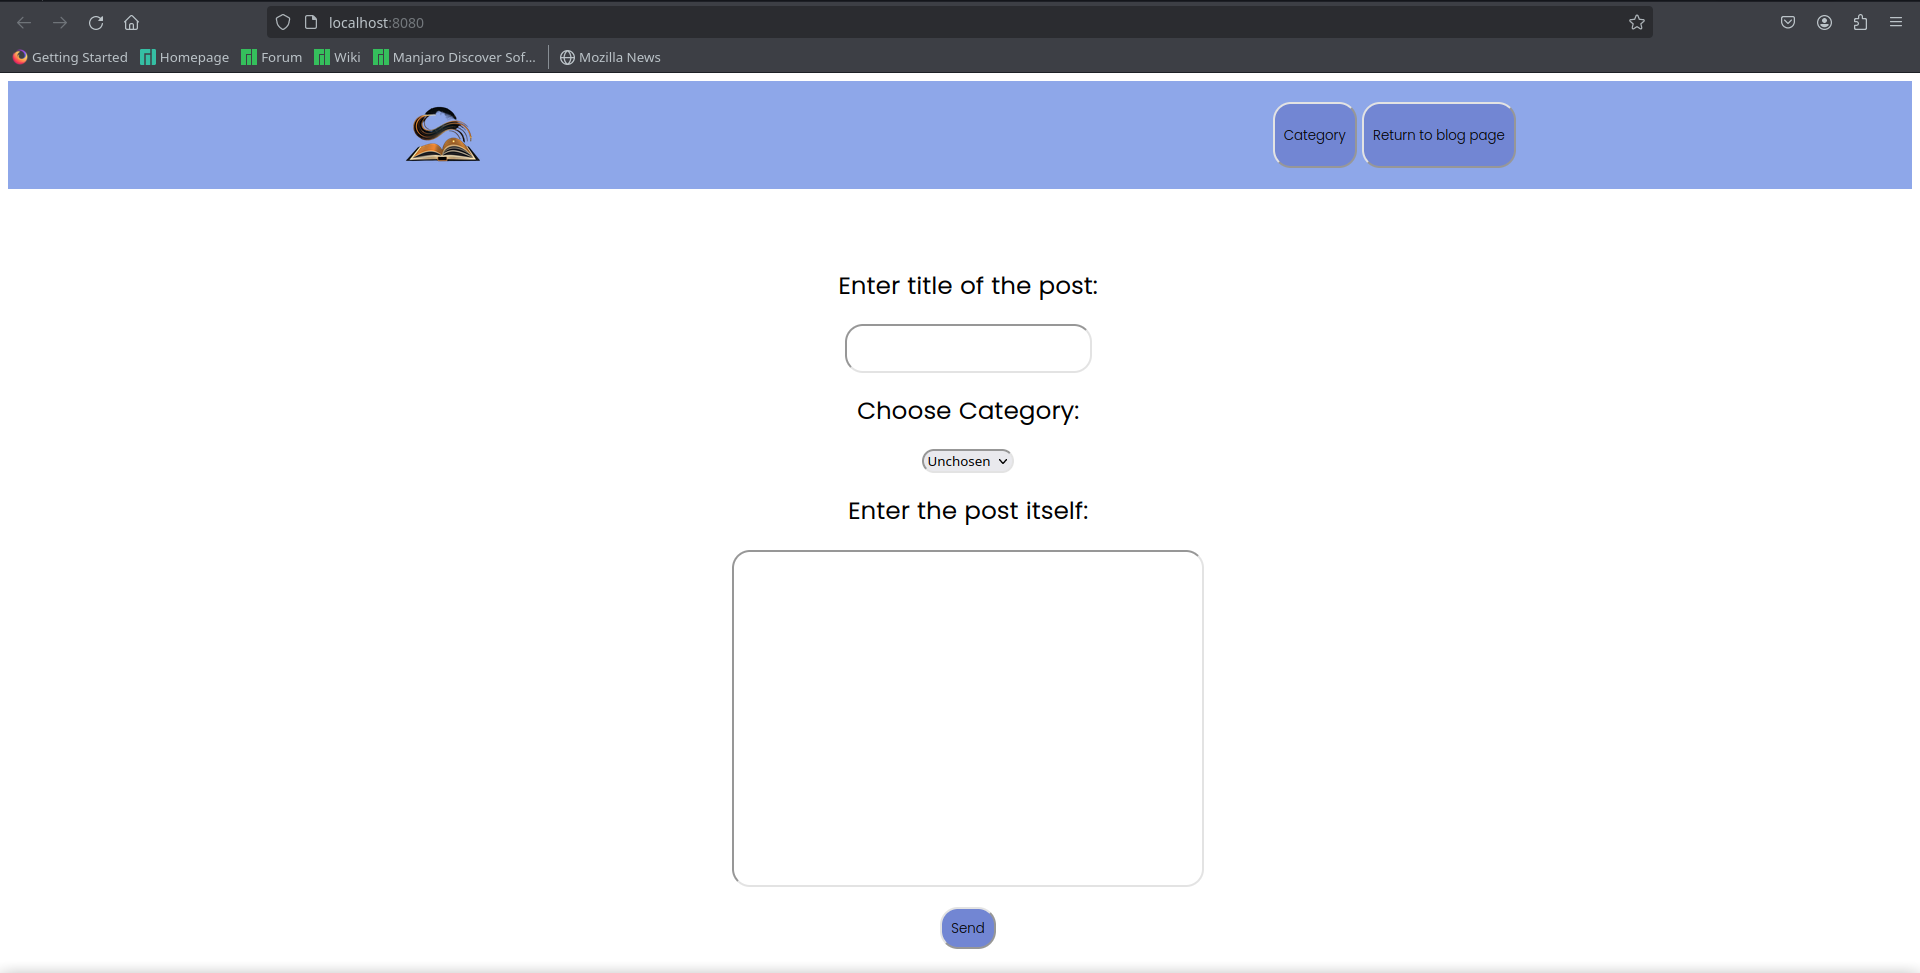 localhost:8080
Getting Started Homepage Forum Wiki Manjaro Discover Sof... Mozilla News
Category Return to blog page
Enter title of the post:
Choose Category:
Unchosen
Enter the post itself:
Send